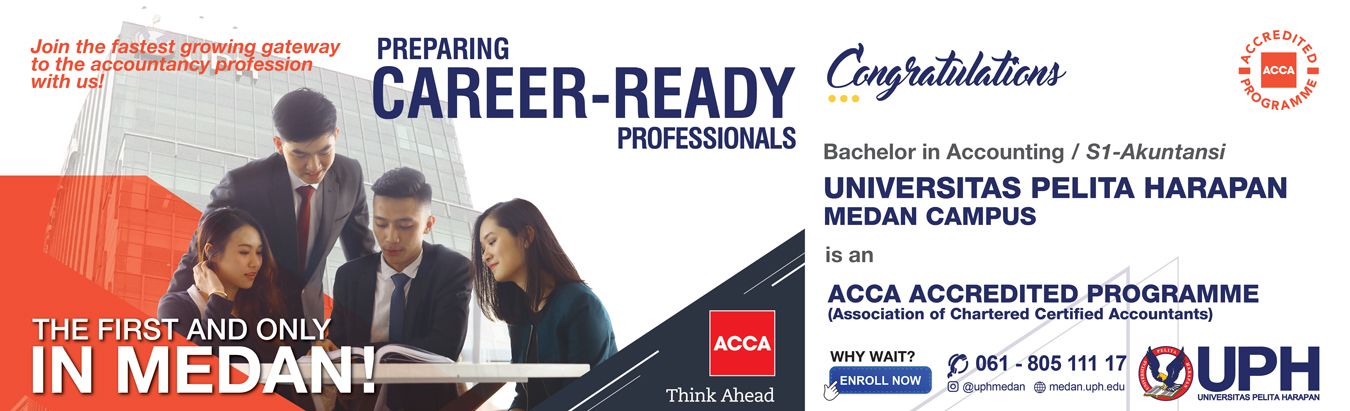 Join the fastest growing gateway
to the accountancy profession
with us!
PREPARING
CAREER-READY
PROFESSIONALS
THE FIRST AND ONLY
IN MEDAN!
ACCA
Think Ahead
Congratulations
ACCREDITED
ACCA
PROGRAMME
Bachelor in Accounting / S1-Akuntansi
UNIVERSITAS PELITA HARAPAN
MEDAN CAMPUS
is an
ACCA ACCREDITED PROGRAMME
(Association of Chartered Certified Accountants)
WHY WAIT?
ENROLL NOW
061 - 805 111 17
@uphmedan medan.uph.edu
UPH
UNIVERSITAS PELITA HARAPAN